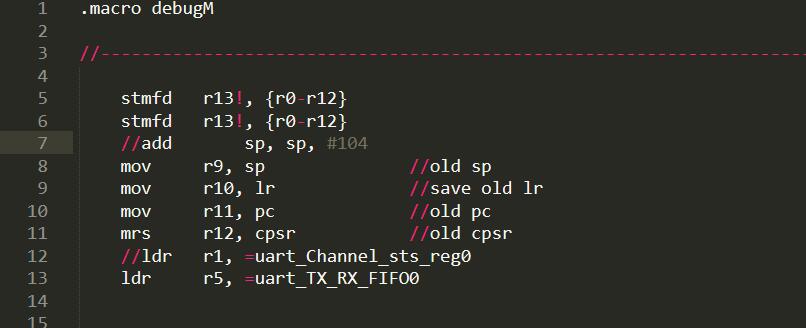 1 .macro debugM
2
3 //--------------------------------------------------------------------------
4
5 stmfd r13!, {r0-r12}
6 stmfd r13!, {r0-r12}
7 //add sp, sp, #104
8 mov r9, sp //old sp
9 mov r10, lr //save old lr
10 mov r11, pc //old pc
11 mrs r12, cpsr //old cpsr
12 //ldr r1, =uart_Channel_sts_reg0
13 ldr r5, =uart_TX_RX_FIFO0
14
15